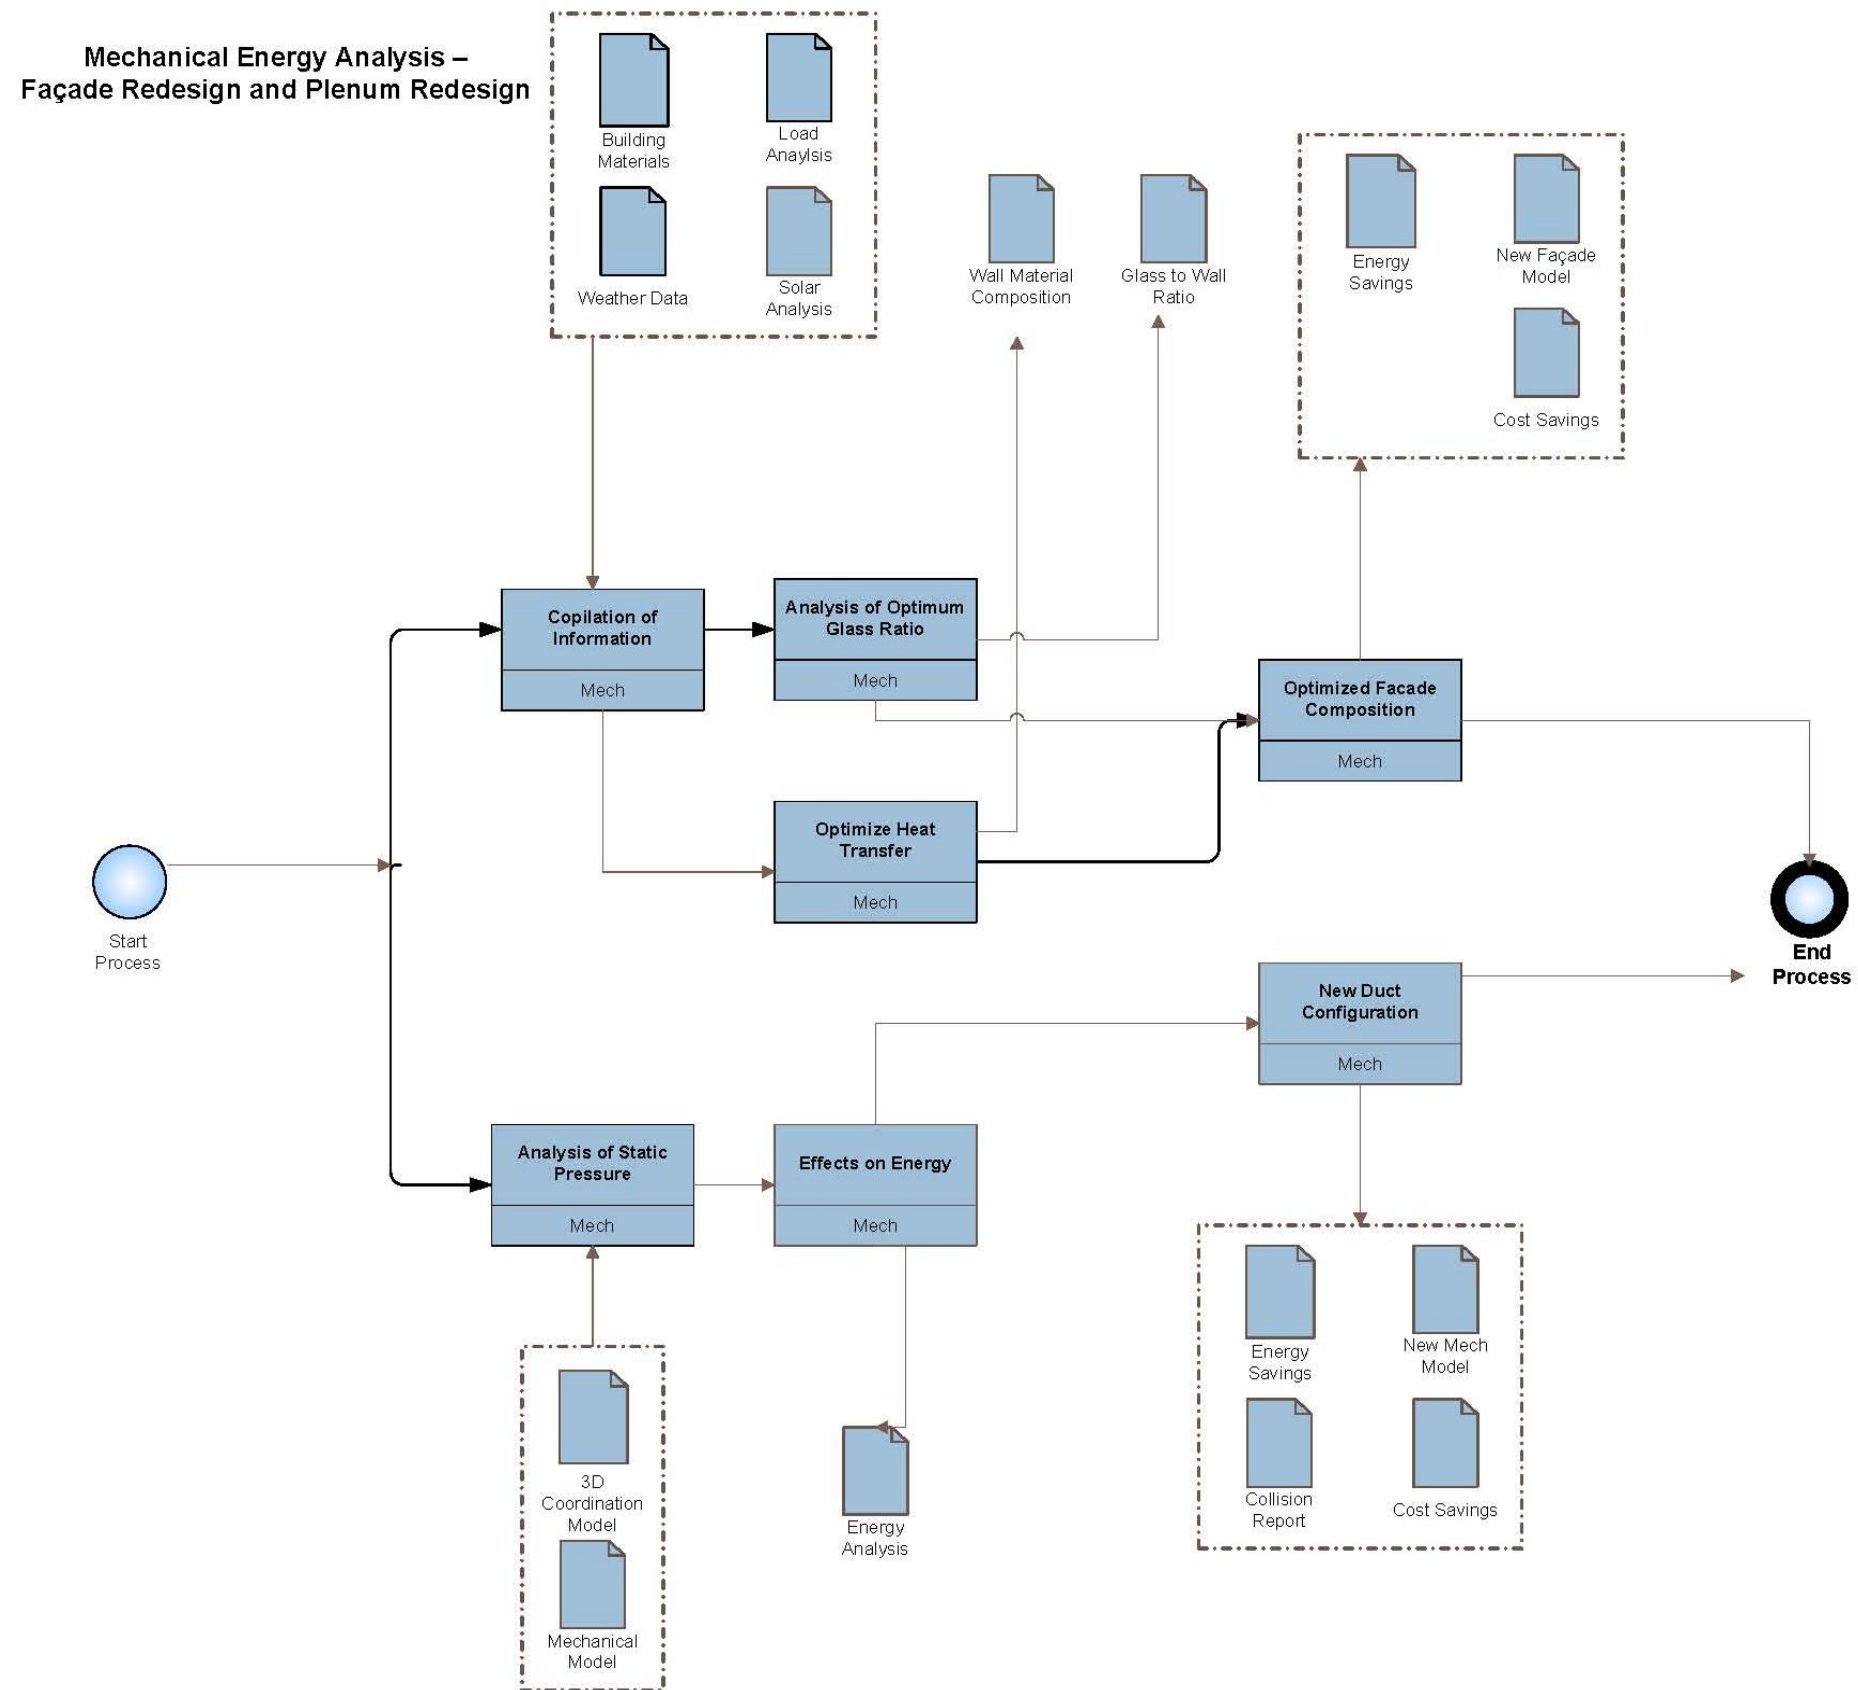 Mechanical Energy Analysis –
Façade Redesign and Plenum Redesign
Building
Materials
Load
Anaylsis
Weather Data
Solar
Analysis
Wall Material
Composition
Glass to Wall
Ratio
Energy
Savings
New Façade
Model
Cost Savings
Copilation of
Information
Mech
Analysis of Optimum
Glass Ratio
Mech
Optimized Facade
Composition
Mech
Optimize Heat
Transfer
Mech
Start
Process
End
Process
New Duct
Configuration
Mech
Analysis of Static
Pressure
Mech
Effects on Energy
Mech
Energy
Savings
New Mech
Model
Collision
Report
Cost Savings
3D
Coordination
Model
Mechanical
Model
Energy
Analysis